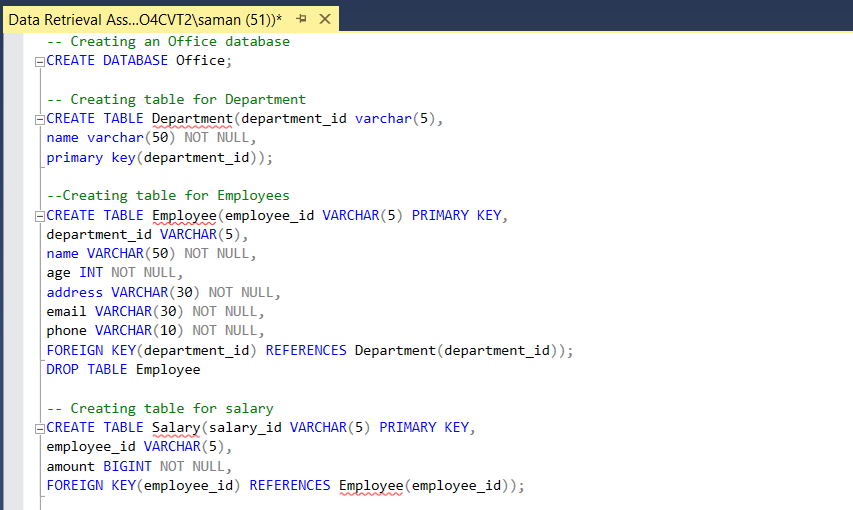 Data Retrieval Ass...O4CVT2\saman (51))*
-- Creating an Office database
CREATE DATABASE Office;
-- Creating table for Department
CREATE TABLE Department(department_id varchar(5),
name varchar(50) NOT NULL,
primary key(department_id));
--Creating table for Employees
CREATE TABLE Employee(employee_id VARCHAR(5) PRIMARY KEY,
department_id VARCHAR(5),
name VARCHAR(50) NOT NULL,
age INT NOT NULL,
address VARCHAR(30) NOT NULL,
email VARCHAR(30) NOT NULL,
phone VARCHAR(10) NOT NULL,
FOREIGN KEY(department_id) REFERENCES Department(department_id));
DROP TABLE Employee
-- Creating table for salary
CREATE TABLE Salary(salary_id VARCHAR(5) PRIMARY KEY,
employee_id VARCHAR(5),
amount BIGINT NOT NULL,
FOREIGN KEY(employee_id) REFERENCES Employee(employee_id));